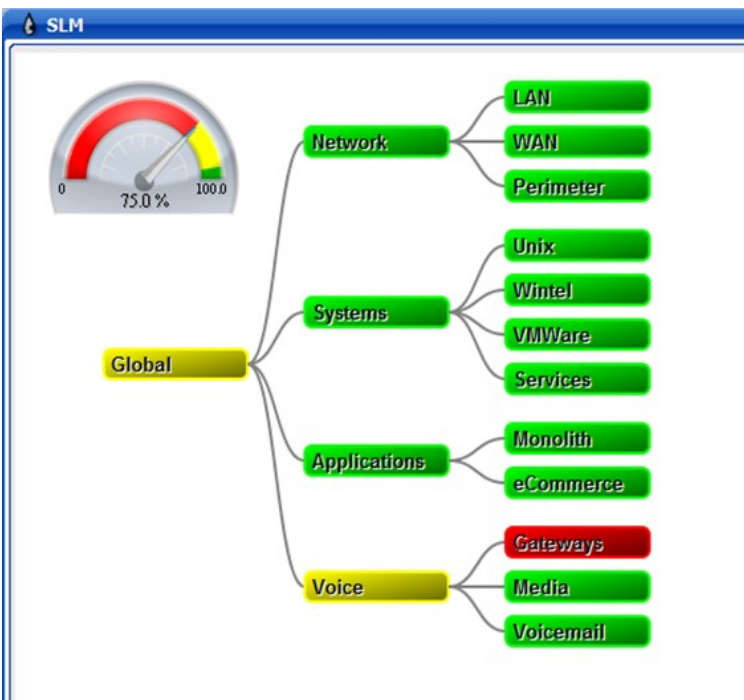 SLM
0
100.0
75.0 %
Network
LAN
WAN
Perimeter
Systems
Unix
Wintel
VMWare
Services
Global
Applications
Monolith
eCommerce
Voice
Gateways
Media
Voicemail